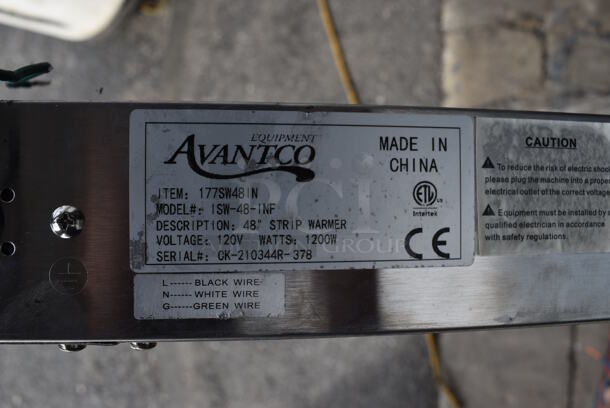 EQUIPMENT
AVANTCO
MADE IN
CHINA
ITEM: 177SW48IN
MODEL#: ISW-48-INF
DESCRIPTION: 48" STRIP WARMER
VOLTAGE: 120V WATTS: 1200W
SERIAL#: CK-210344R-378
ETL
Intertek
CE
L------BLACK WIRE
N------WHITE WIRE
G------GREEN WIRE
CAUTION
To reduce the risk of electric shock
please plug the machine into a proper
electrical outlet of the correct voltage
Equipment must be installed by
qualified electrician in accordance
with safety regulations.